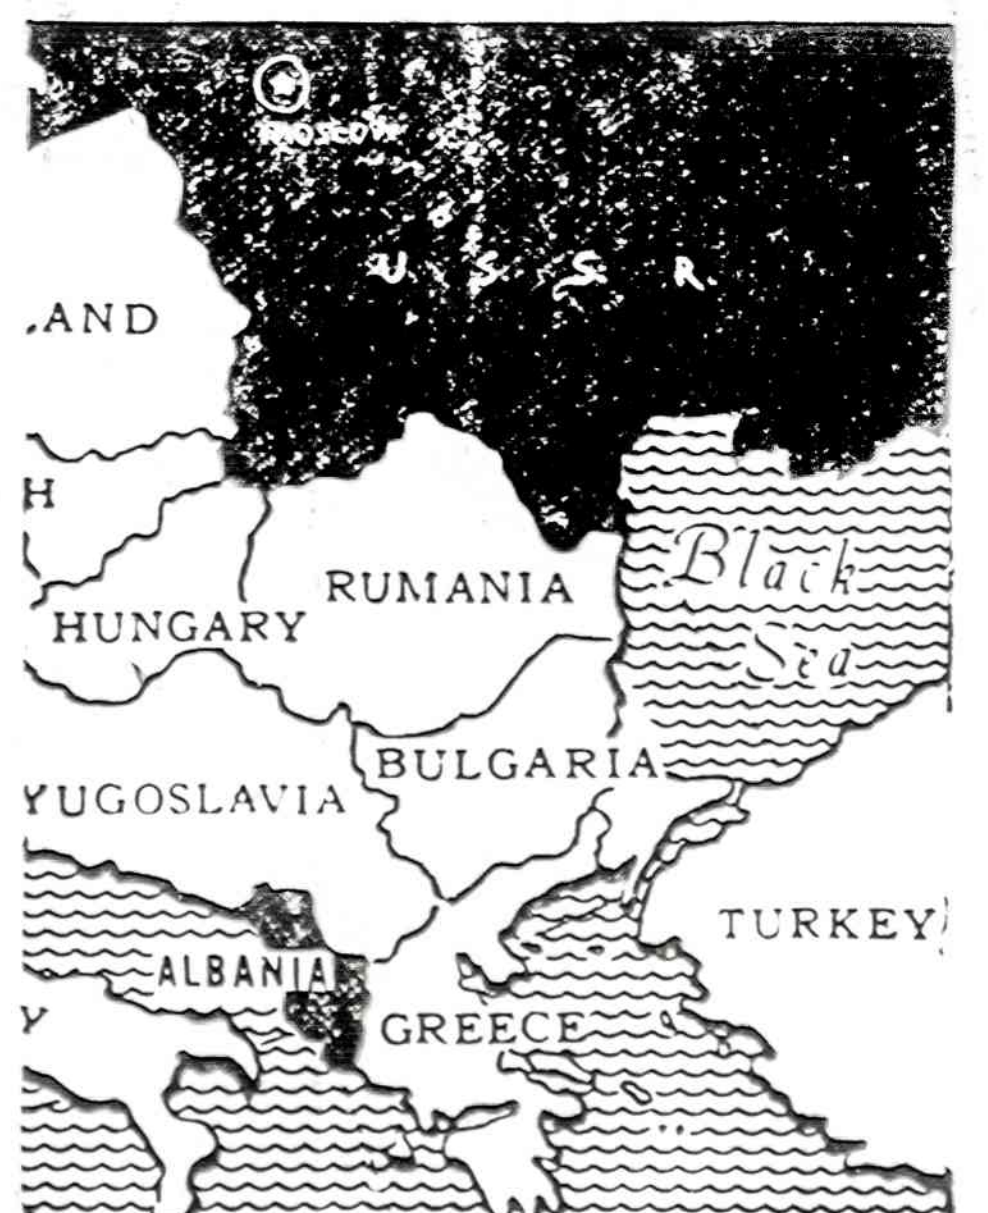 MOSCOW
U. S. S. R.
.AND
H
RUMANIA
HUNGARY
Black
Sea
BULGARIA
YUGOSLAVIA
TURKEY
ALBANIA
Y
GREECE